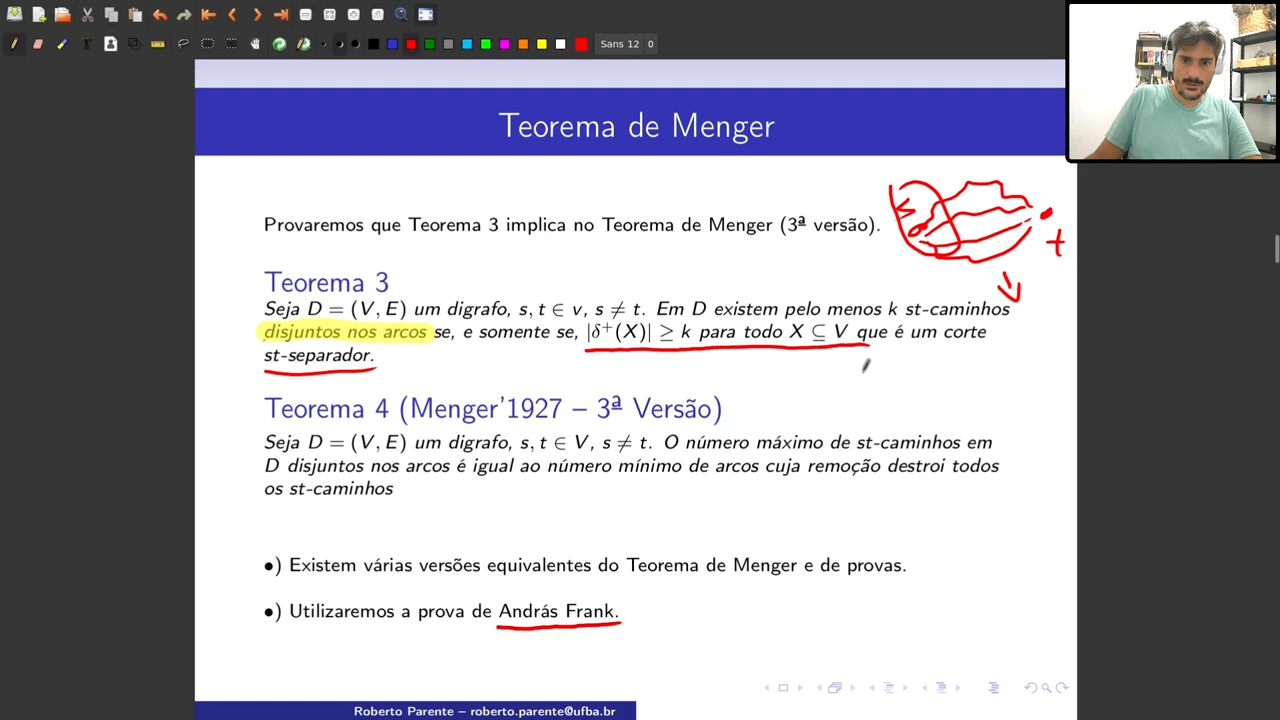 Sans 12 0
Teorema de Menger
Provaremos que Teorema 3 implica no Teorema de Menger (3ª versão).
t
Teorema 3
Seja D = (V, E) um digrafo, s, t ∈ v, s ≠ t. Em D existem pelo menos k st-caminhos
disjuntos nos arcos se, e somente se, |δ⁺(X)| ≥ k para todo X ⊆ V que é um corte
st-separador.
Teorema 4 (Menger'1927 – 3ª Versão)
Seja D = (V, E) um digrafo, s, t ∈ V, s ≠ t. O número máximo de st-caminhos em
D disjuntos nos arcos é igual ao número mínimo de arcos cuja remoção destroi todos
os st-caminhos
•) Existem várias versões equivalentes do Teorema de Menger e de provas.
•) Utilizaremos a prova de András Frank.
Roberto Parente – roberto.parente@ufba.br